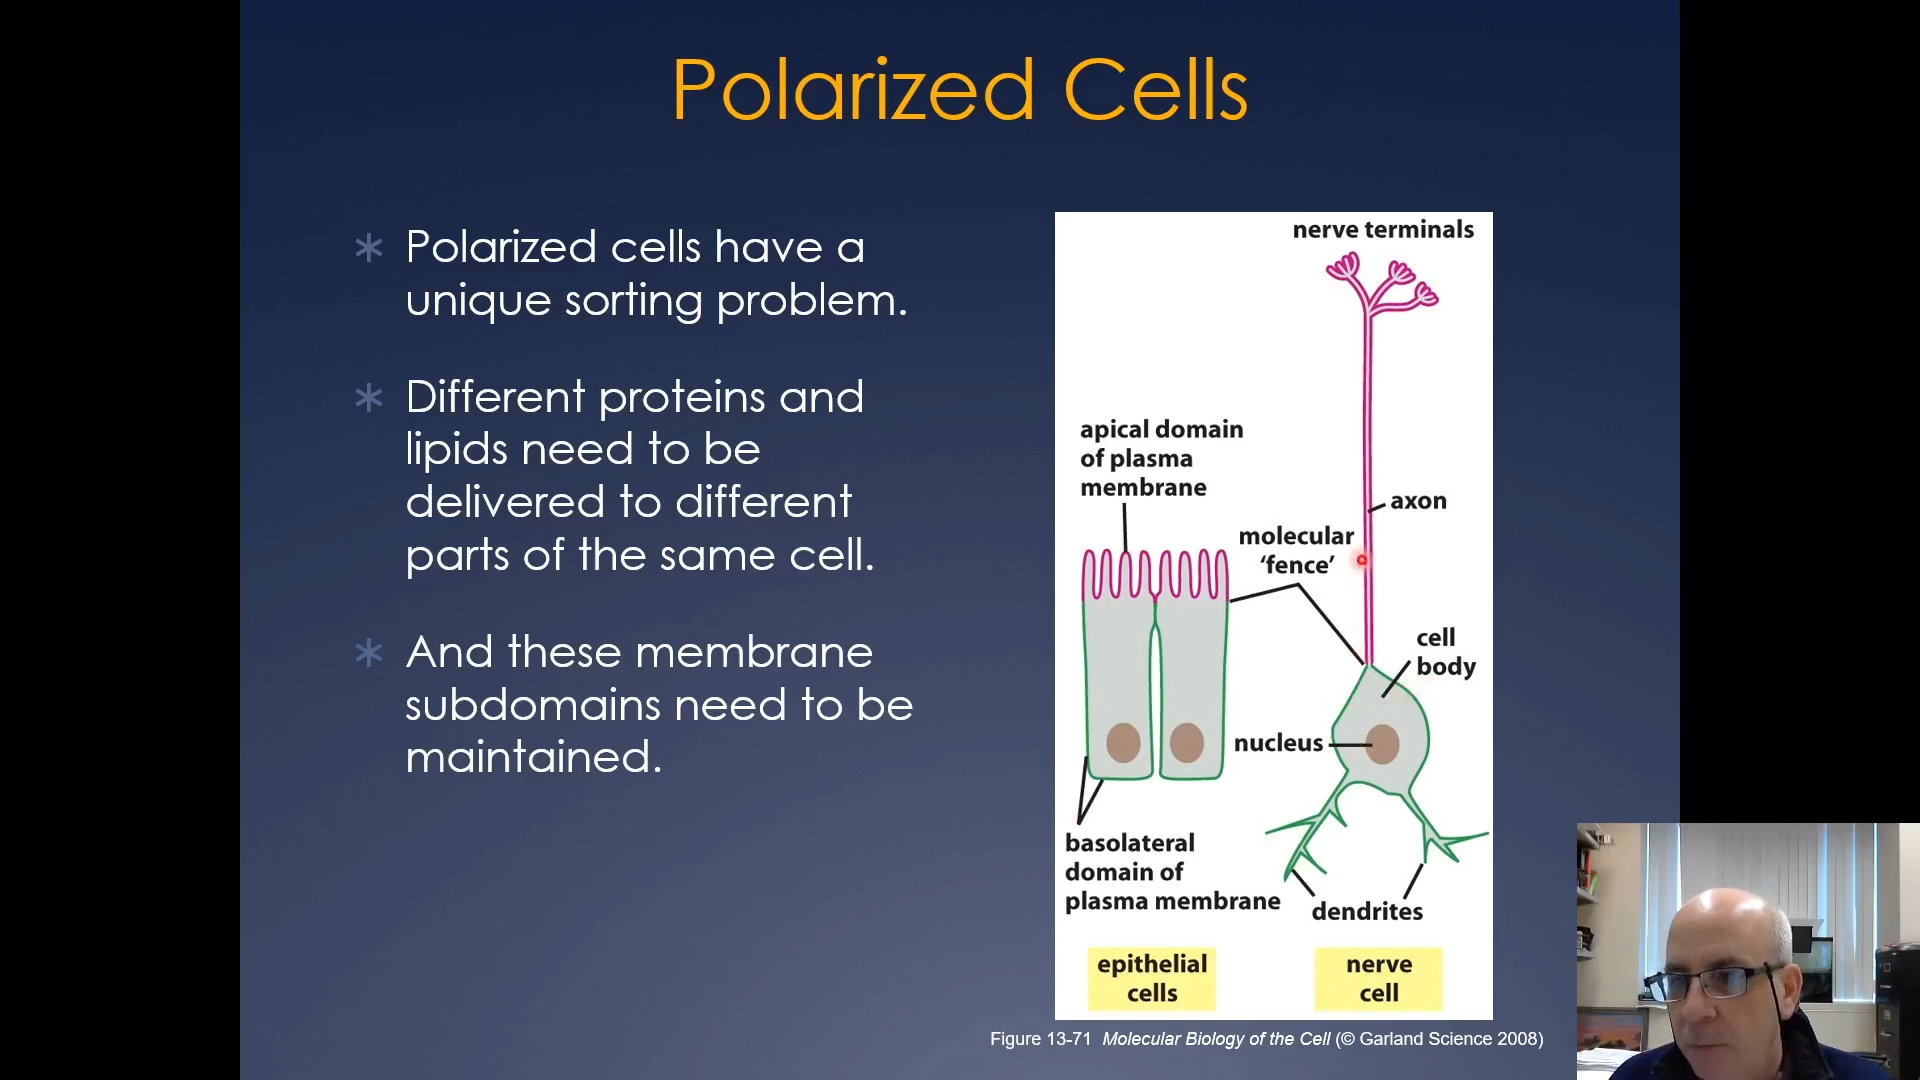 Polarized Cells
Polarized cells have a
unique sorting problem.
Different proteins and
lipids need to be
delivered to different
parts of the same cell.
And these membrane
subdomains need to be
maintained.
nerve terminals
apical domain
of plasma
membrane
axon
molecular
‘fence’
cell
body
nucleus
basolateral
domain of
plasma membrane
dendrites
epithelial
cells
nerve
cell
Figure 13-71 Molecular Biology of the Cell (© Garland Science 2008)